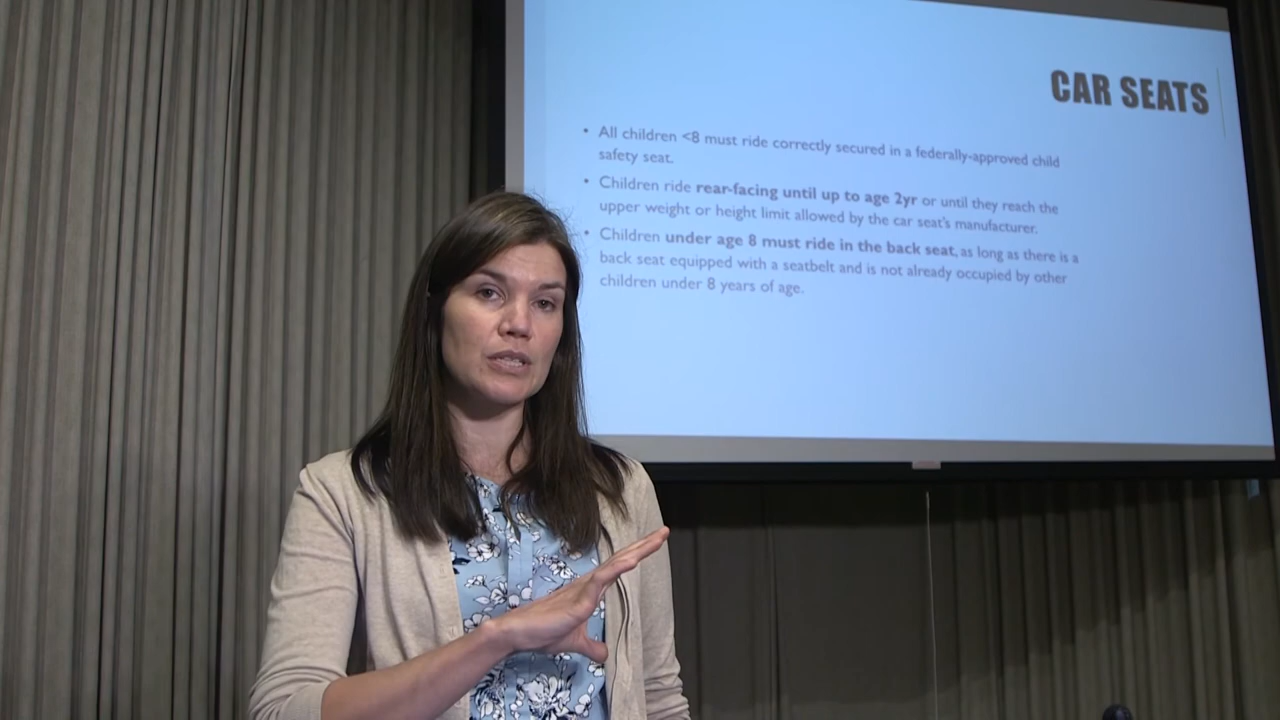 CAR SEATS
• All children <8 must ride correctly secured in a federally-approved child
safety seat.
• Children ride rear-facing until up to age 2yr or until they reach the
upper weight or height limit allowed by the car seat's manufacturer.
• Children under age 8 must ride in the back seat, as long as there is a
back seat equipped with a seatbelt and is not already occupied by other
children under 8 years of age.